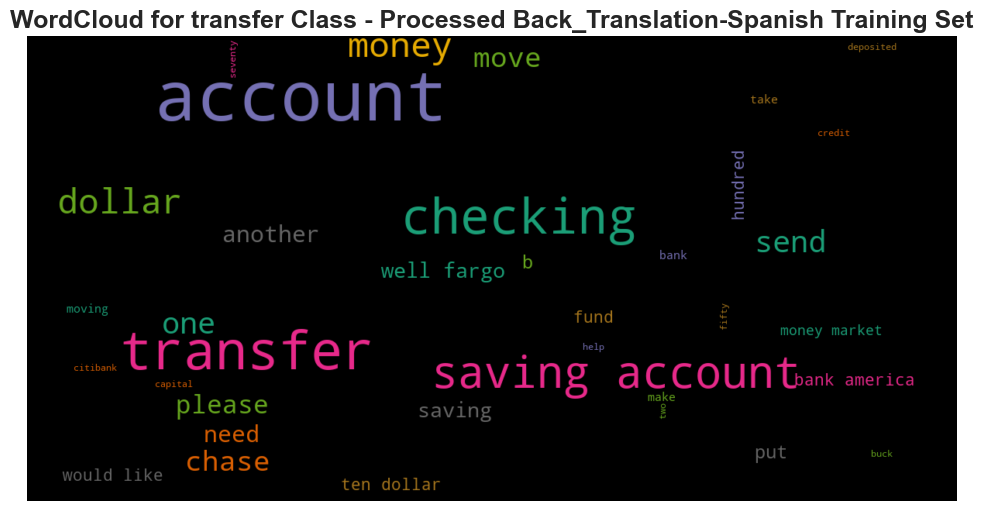 WordCloud for transfer Class - Processed Back_Translation-Spanish Training Set
money
move
deposited
seventy
account
take
credit
hundred
dollar
checking
another
send
well fargo
b
bank
moving
one
fund
fifty
money market
transfer
help
saving account
bank america
citibank
capital
please
saving
make
two
need
chase
put
buck
would like
ten dollar